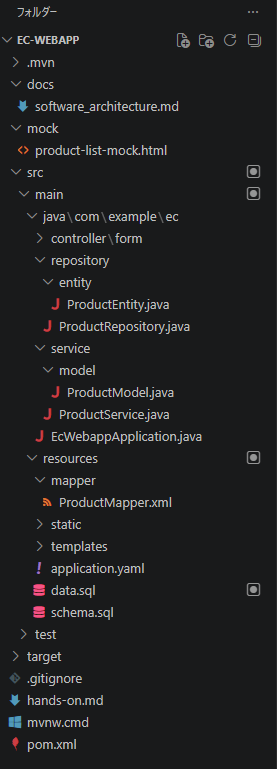 フォルダー
EC-WEBAPP
.mvn
docs
software_architecture.md
mock
product-list-mock.html
src
main
java\com\example\ec
controller\form
repository
entity
ProductEntity.java
ProductRepository.java
service
model
ProductModel.java
ProductService.java
EcWebappApplication.java
resources
mapper
ProductMapper.xml
static
templates
application.yaml
data.sql
schema.sql
test
target
.gitignore
hands-on.md
mvnw.cmd
pom.xml